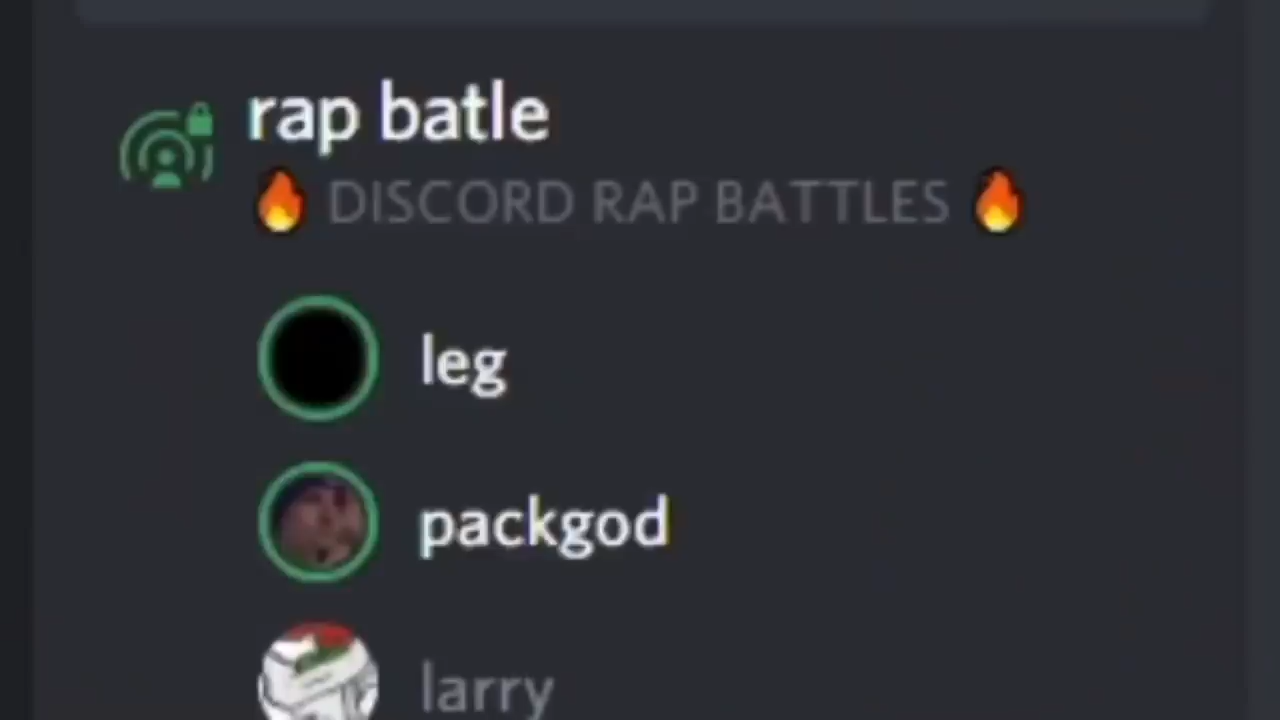 rap batle
🔥 DISCORD RAP BATTLES 🔥
leg
packgod
larry